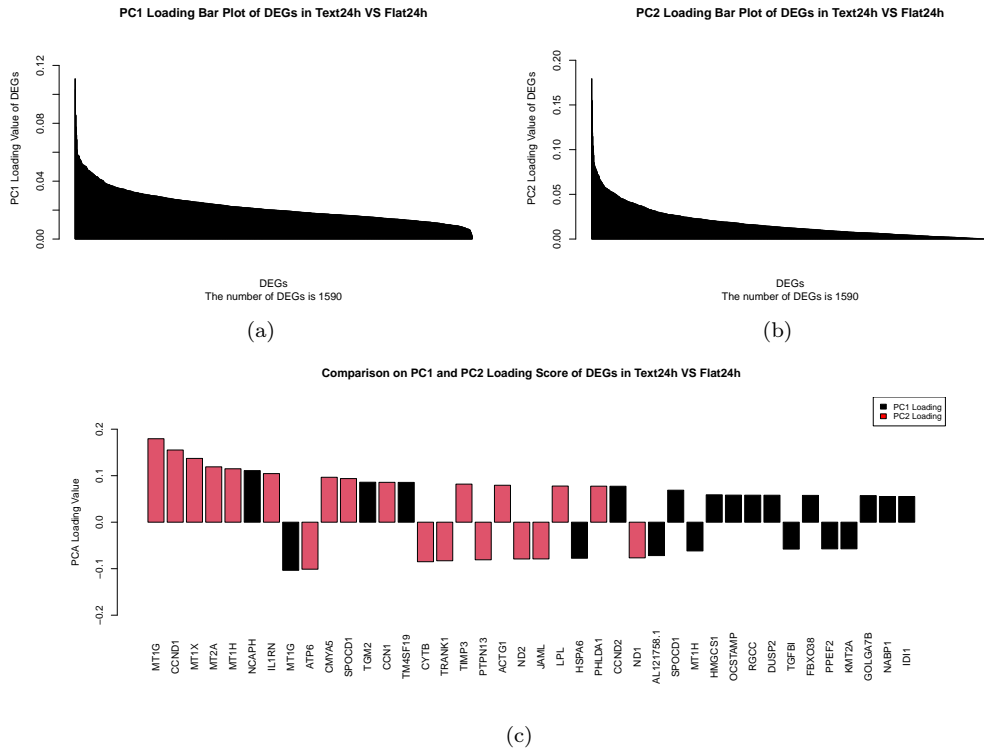 PC1 Loading Bar Plot of DEGs in Text24h VS Flat24h
PC1 Loading Value of DEGs
0.12
0.08
0.04
0.00
DEGs
The number of DEGs is 1590
(a)
PC2 Loading Bar Plot of DEGs in Text24h VS Flat24h
PC2 Loading Value of DEGs
0.20
0.15
0.10
0.05
0.00
DEGs
The number of DEGs is 1590
(b)
Comparison on PC1 and PC2 Loading Score of DEGs in Text24h VS Flat24h
PC1 Loading
PC2 Loading
PCA Loading Value
0.2
0.1
0.0
−0.1
−0.2
MT1G
CCND1
MT1X
MT2A
MT1H
NCAPH
IL1RN
MT1G
ATP6
CMYA5
SPOCD1
TGM2
CCN1
TM4SF19
CYTB
TRANK1
TIMP3
PTPN13
ACTG1
ND2
JAML
LPL
HSPA6
PHLDA1
CCND2
ND1
AL121758.1
SPOCD1
MT1H
HMGCS1
OCSTAMP
RGCC
DUSP2
TGFBI
FBXO38
PPEF2
KMT2A
GOLGA7B
NABP1
IDI1
(c)